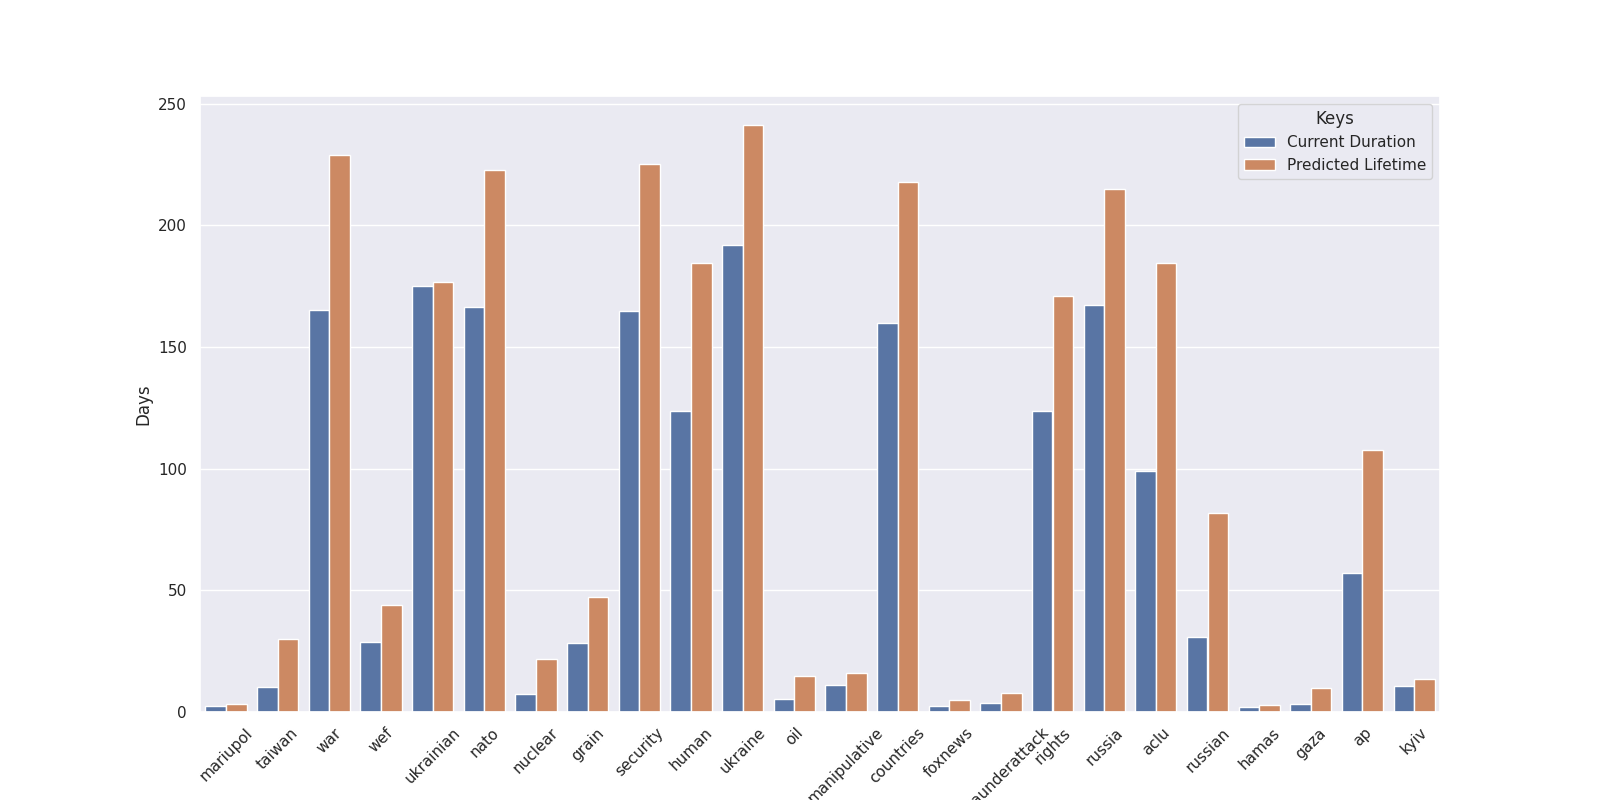 Keys
Current Duration
Predicted Lifetime
250
200
150
100
50
0
Days
mariupol
taiwan
war
wef
ukrainian
nato
nuclear
grain
security
human
ukraine
oil
manipulative
countries
foxnews
rights
russia
aclu
russian
hamas
gaza
ap
kyiv